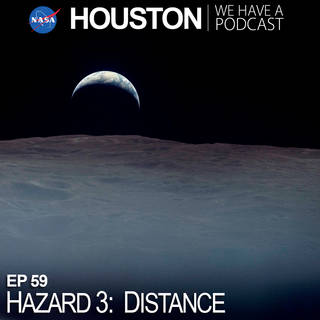 NASA
HOUSTON
WE HAVE A
PODCAST
EP 59
HAZARD 3: DISTANCE